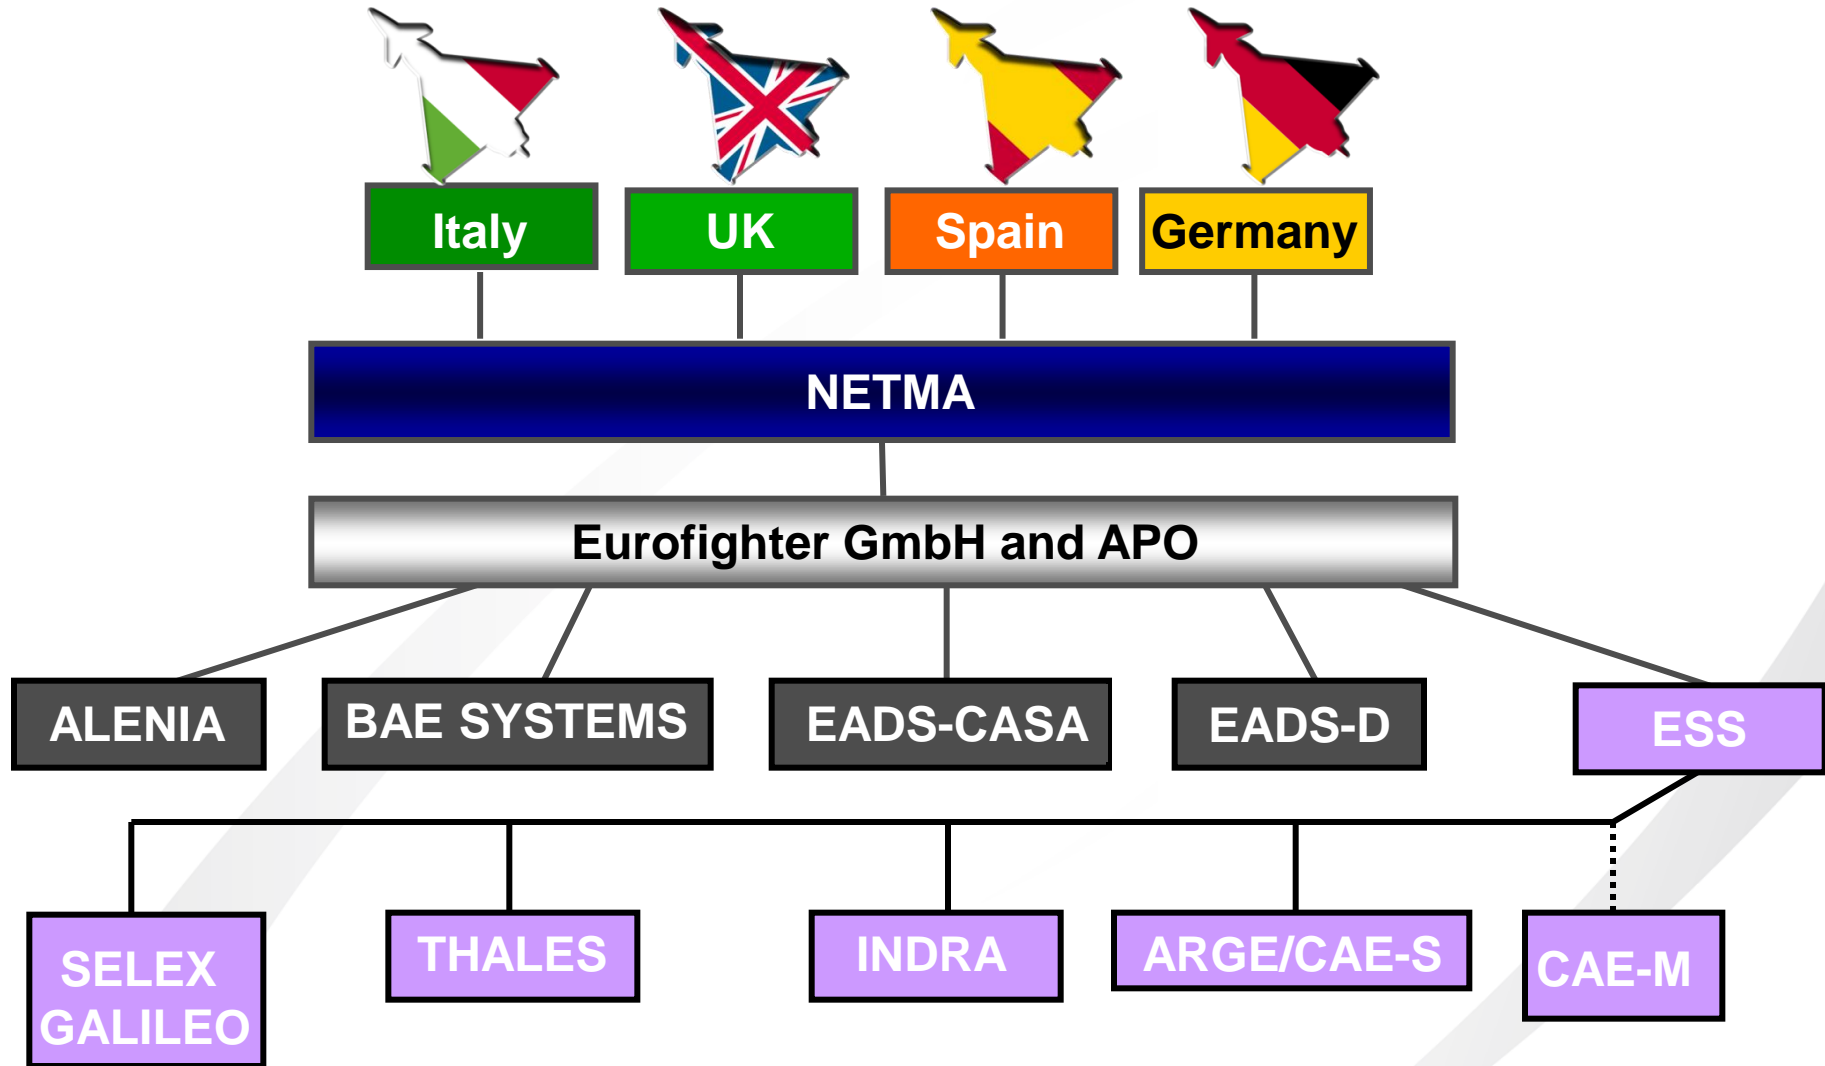 Italy
UK
Spain
Germany
NETMA
Eurofighter GmbH and APO
ALENIA
BAE SYSTEMS
EADS-CASA
EADS-D
ESS
SELEX
GALILEO
THALES
INDRA
ARGE/CAE-S
CAE-M